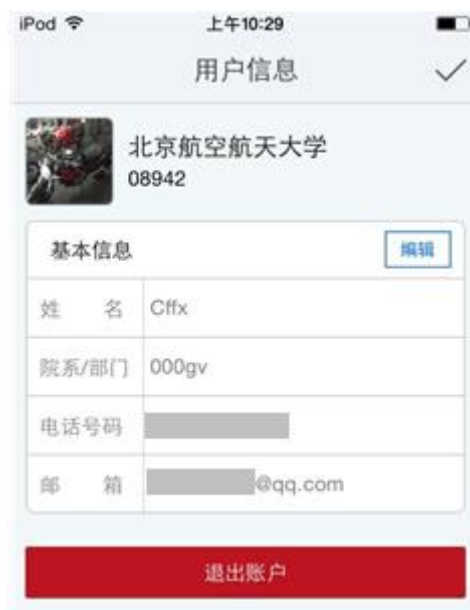 iPod 上午10:29
用户信息
北京航空航天大学
08942
基本信息 编辑
姓 名 Cffx
院系/部门 000gv
电话号码
邮 箱 @qq.com
退出账户